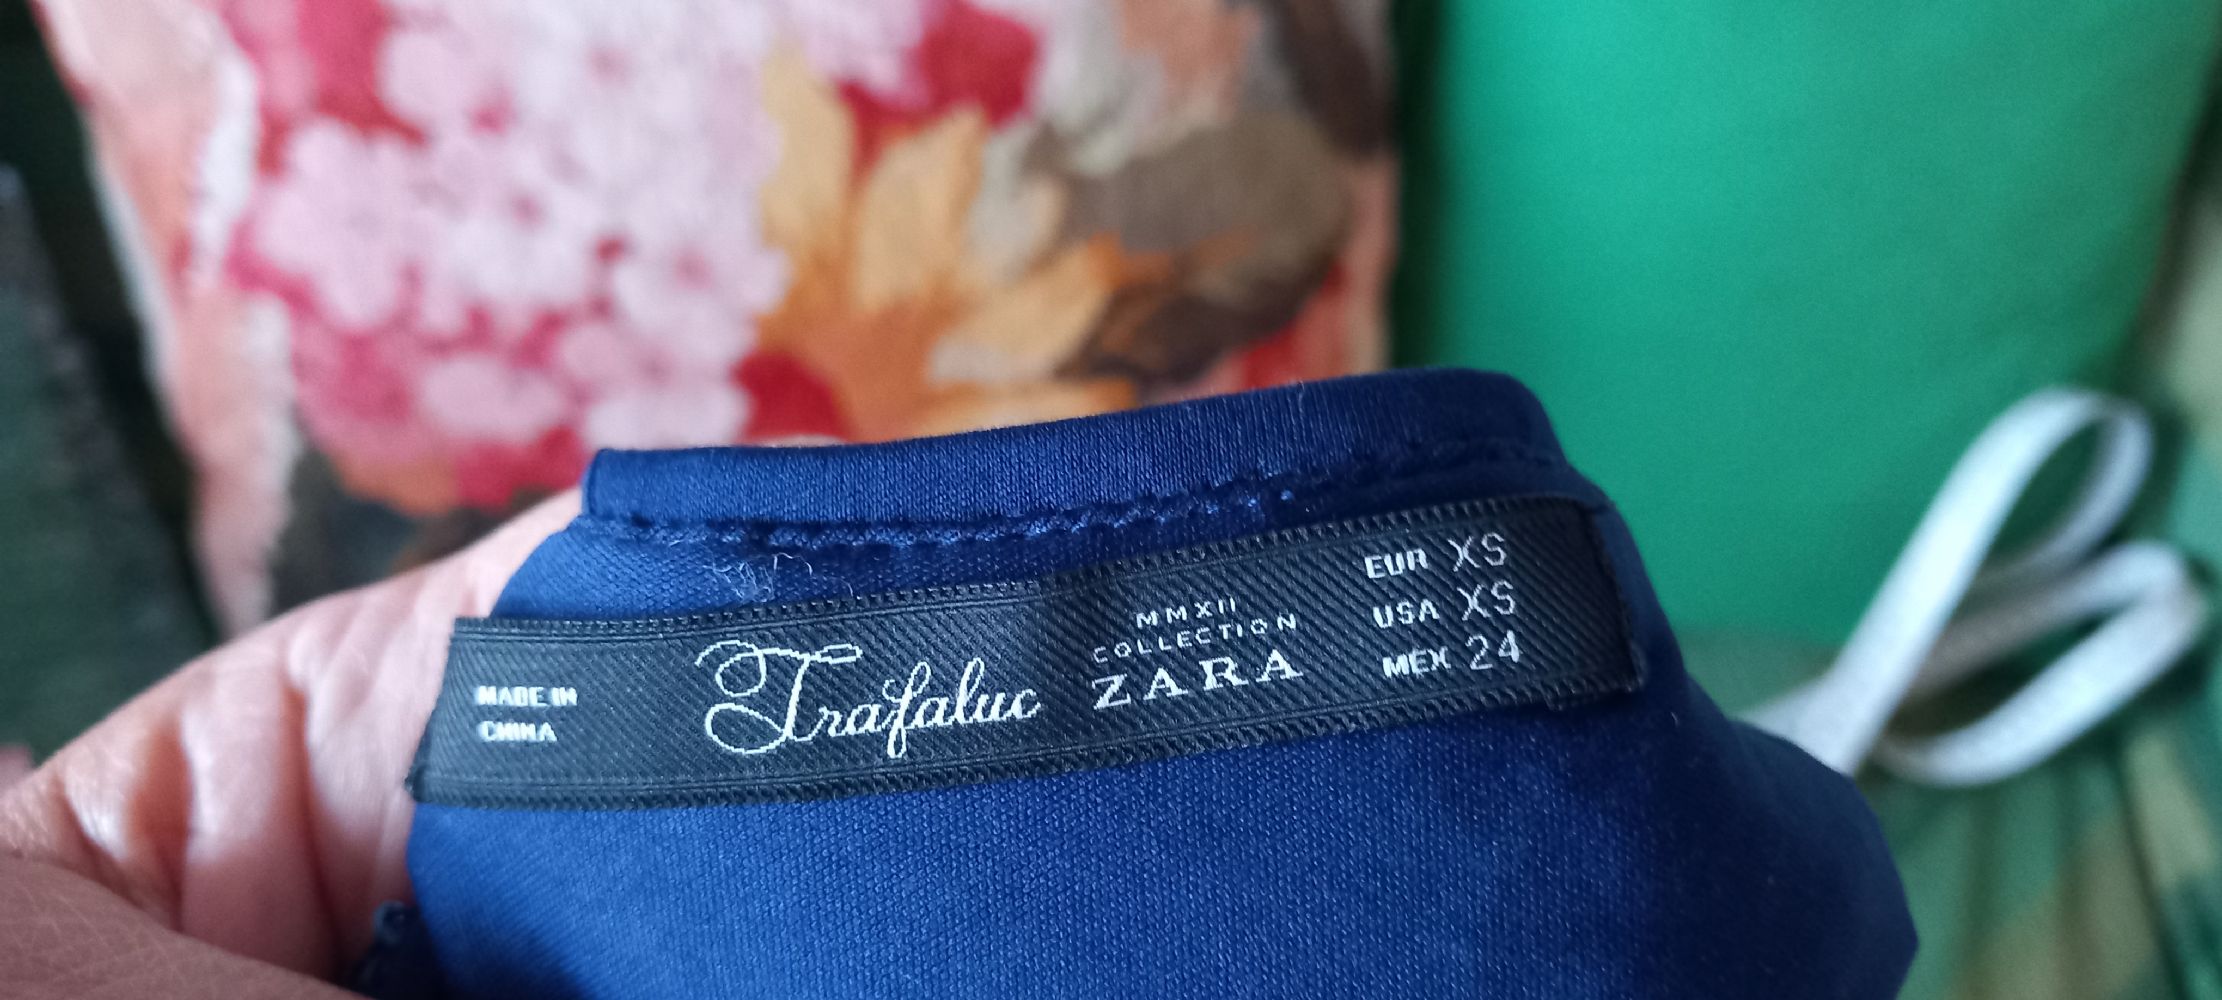 MADE IN
CHINA
Trafaluc
MMXII
COLLECTION
ZARA
EUR XS
USA XS
MEX 24